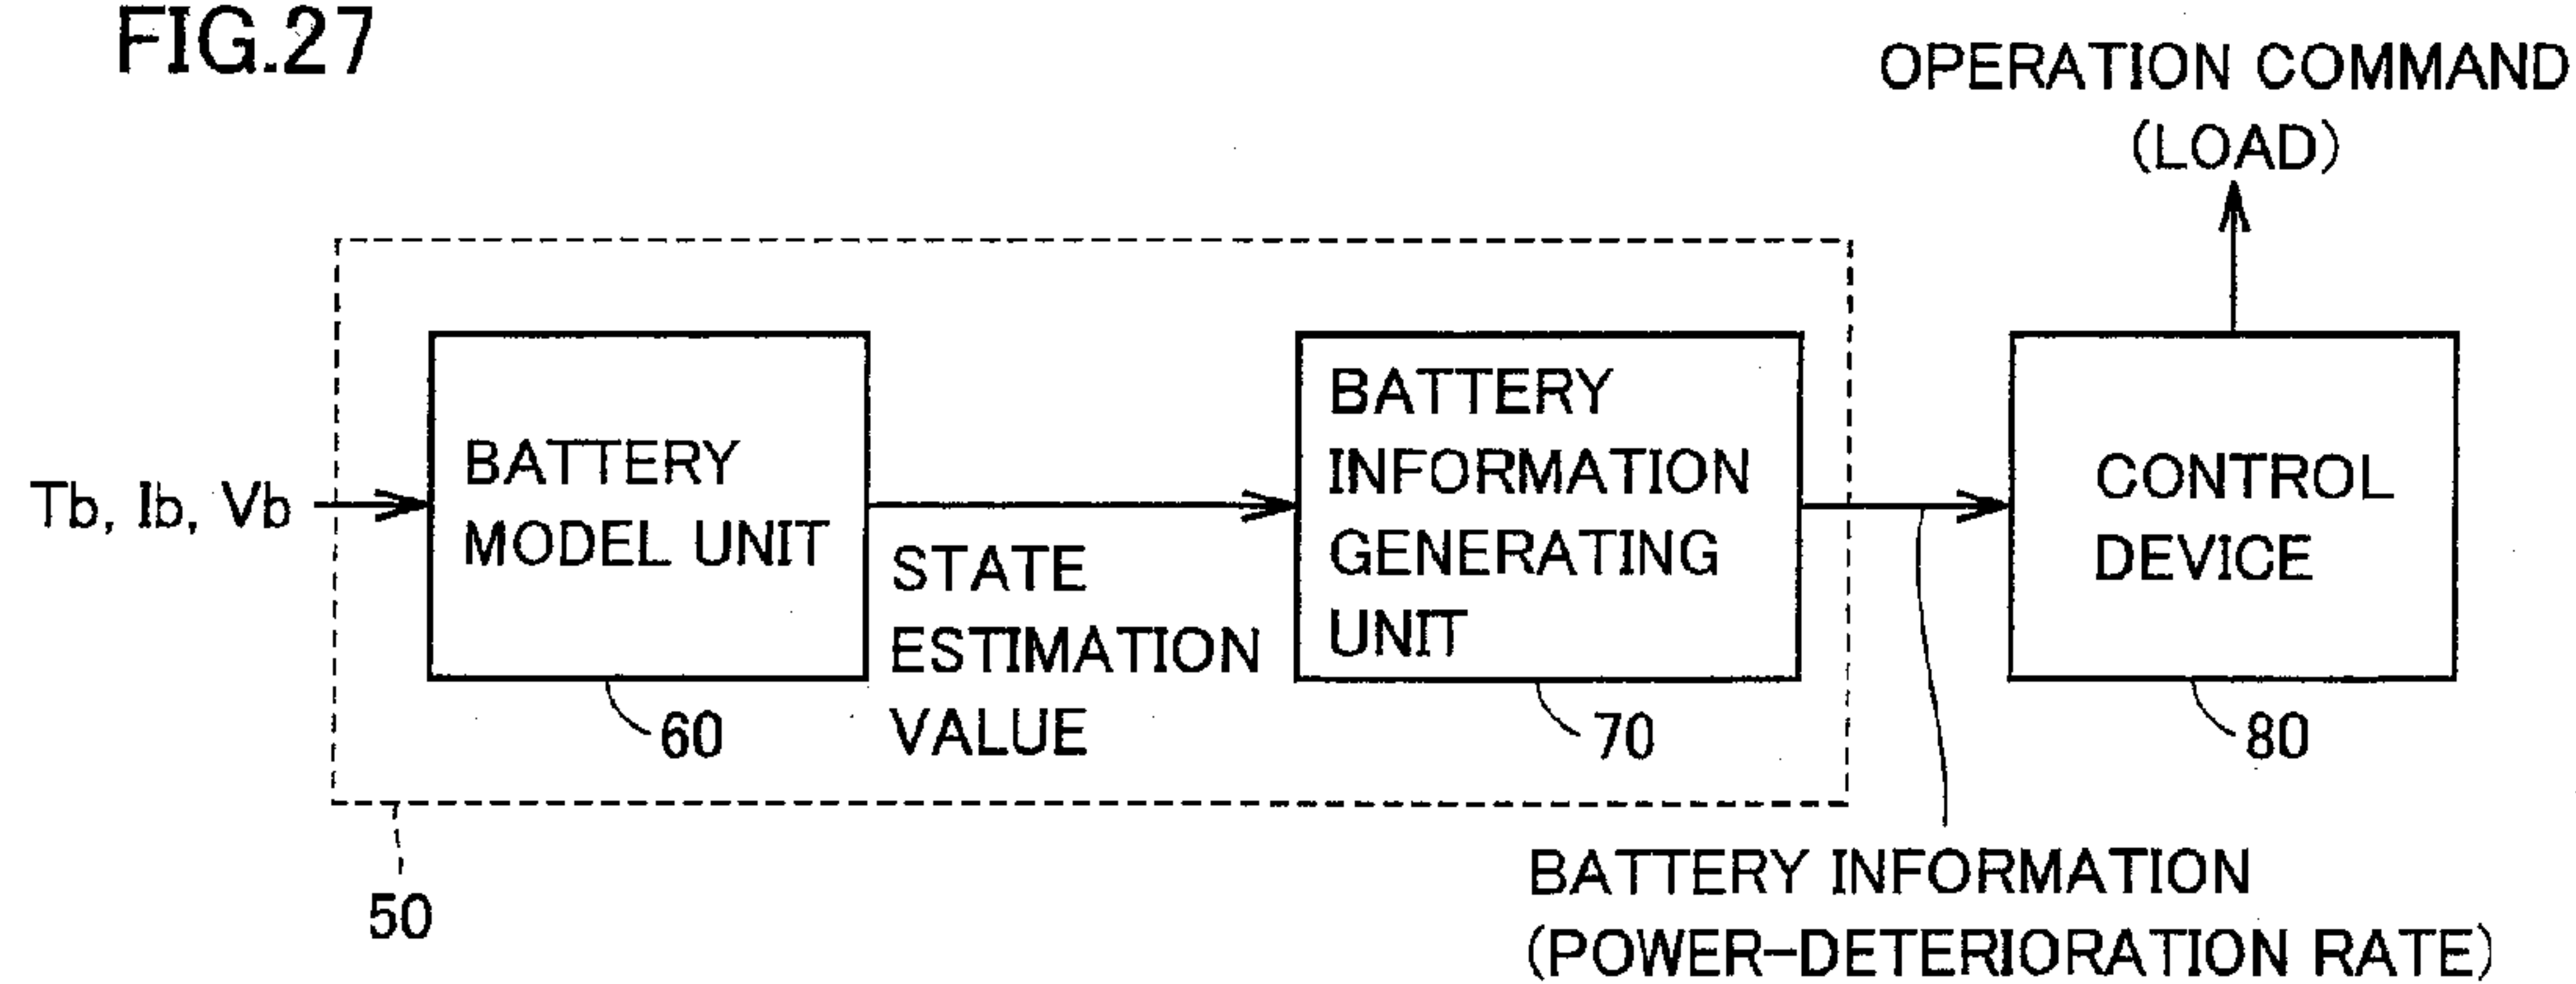 FIG.27
OPERATION COMMAND
(LOAD)
Tb, Ib, Vb
BATTERY
MODEL UNIT
60
STATE
ESTIMATION
VALUE
BATTERY
INFORMATION
GENERATING
UNIT
70
CONTROL
DEVICE
80
50
BATTERY INFORMATION
(POWER-DETERIORATION RATE)